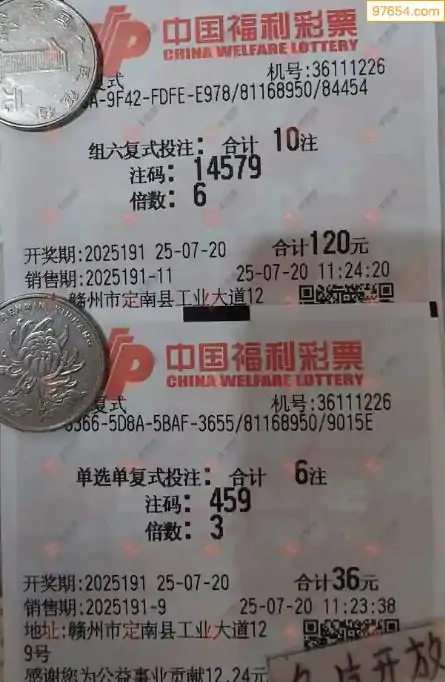 97654.com
中国福利彩票
CHINA WELFARE LOTTERY
复式 机号:36111226
A-9F42-FDFE-E978/81168950/84454
组六复式投注: 合计 10注
注码: 14579
倍数: 6
开奖期:2025191 25-07-20 合计120元
销售期:2025191-11 25-07-20 11:24:20
赣州市定南县工业大道12
中国福利彩票
CHINA WELFARE LOTTERY
复式 机号:36111226
6366-5D8A-5BAF-3655/81168950/9015E
单选单复式投注: 合计 6注
注码: 459
倍数: 3
开奖期:2025191 25-07-20 合计36元
销售期:2025191-9 25-07-20 11:23:38
地址:赣州市定南县工业大道12
9号
感谢您为公益事业贡献12.24元
开放